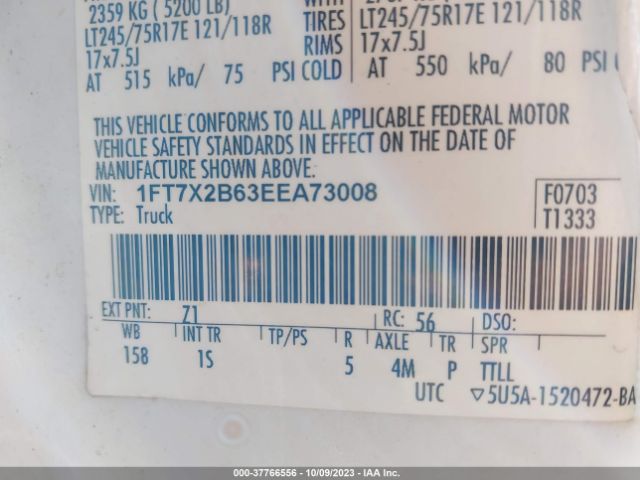 2359 KG ( 5200 LB) WITH
LT245/75R17E 121/118R TIRES LT245/75R17E 121/118R
17x7.5J RIMS 17x7.5J
AT 515 kPa/ 75 PSI COLD AT 550 kPa/ 80 PSI
THIS VEHICLE CONFORMS TO ALL APPLICABLE FEDERAL MOTOR
VEHICLE SAFETY STANDARDS IN EFFECT ON THE DATE OF
MANUFACTURE SHOWN ABOVE.
VIN: 1FT7X2B63EEA73008 F0703
TYPE: Truck T1333
EXT PNT: Z1 RC: 56 DSO:
WB INT TR TP/PS R AXLE TR SPR
158 1S 5 4M P TTLL
UTC ▽5U5A-1520472-BA
000-37766556 - 10/09/2023 - IAA Inc.